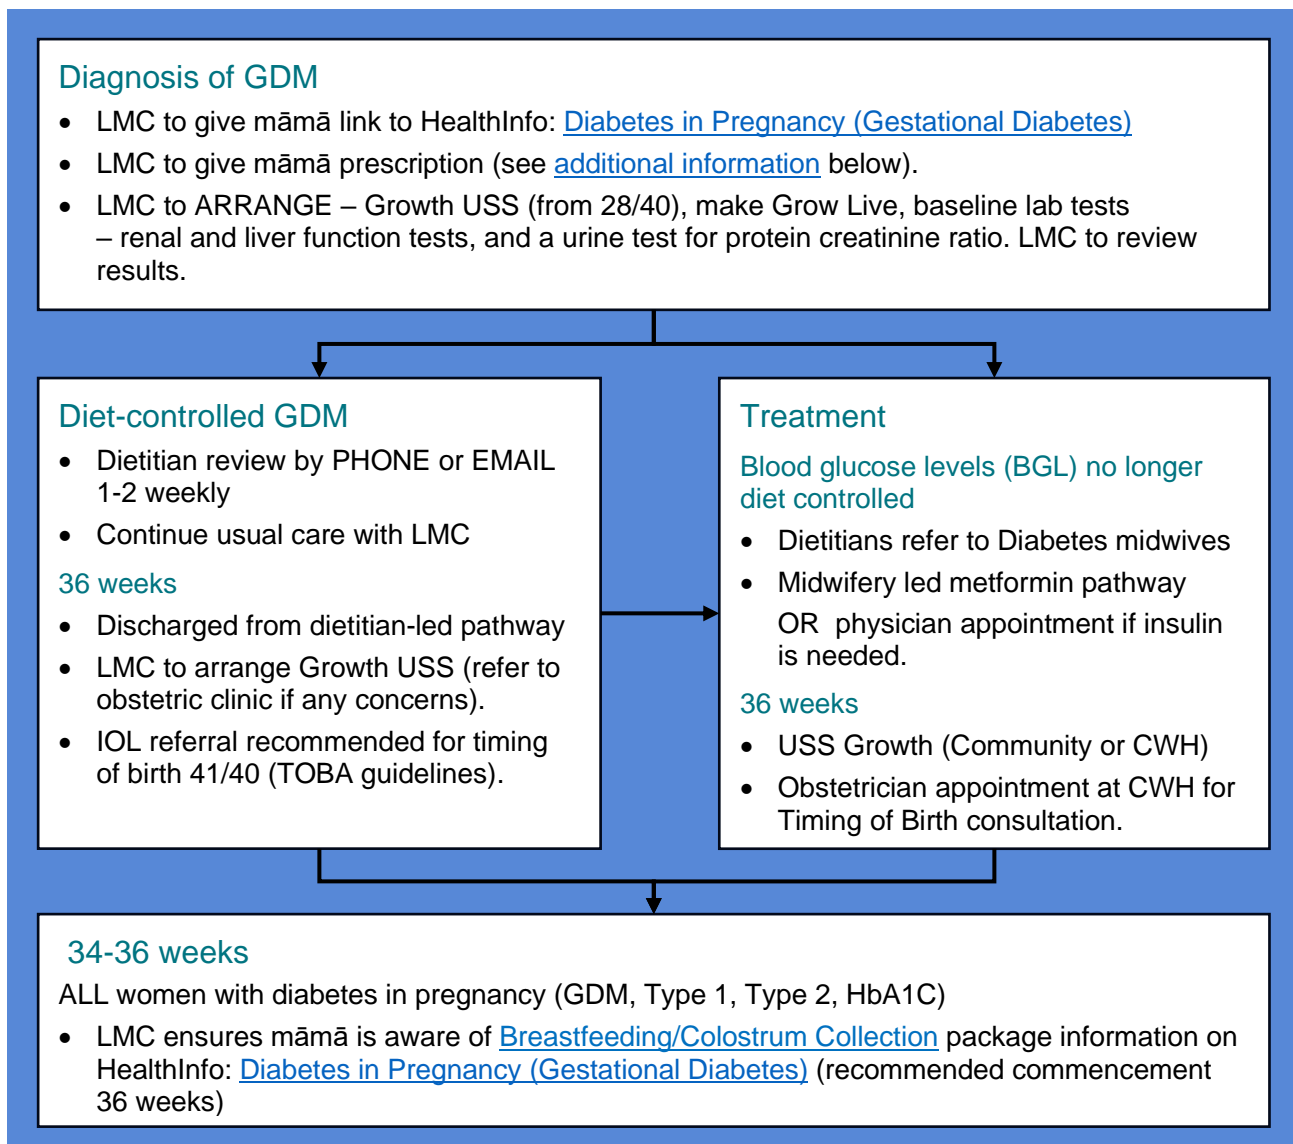 Diagnosis of GDM
• LMC to give māmā link to HealthInfo: Diabetes in Pregnancy (Gestational Diabetes)
• LMC to give māmā prescription (see additional information below).
• LMC to ARRANGE – Growth USS (from 28/40), make Grow Live, baseline lab tests
– renal and liver function tests, and a urine test for protein creatinine ratio. LMC to review
results.
Diet-controlled GDM
• Dietitian review by PHONE or EMAIL
1-2 weekly
• Continue usual care with LMC
36 weeks
• Discharged from dietitian-led pathway
• LMC to arrange Growth USS (refer to
obstetric clinic if any concerns).
• IOL referral recommended for timing
of birth 41/40 (TOBA guidelines).
Treatment
Blood glucose levels (BGL) no longer
diet controlled
• Dietitians refer to Diabetes midwives
• Midwifery led metformin pathway
OR physician appointment if insulin
is needed.
36 weeks
• USS Growth (Community or CWH)
• Obstetrician appointment at CWH for
Timing of Birth consultation.
34-36 weeks
ALL women with diabetes in pregnancy (GDM, Type 1, Type 2, HbA1C)
• LMC ensures māmā is aware of Breastfeeding/Colostrum Collection package information on
HealthInfo: Diabetes in Pregnancy (Gestational Diabetes) (recommended commencement
36 weeks)